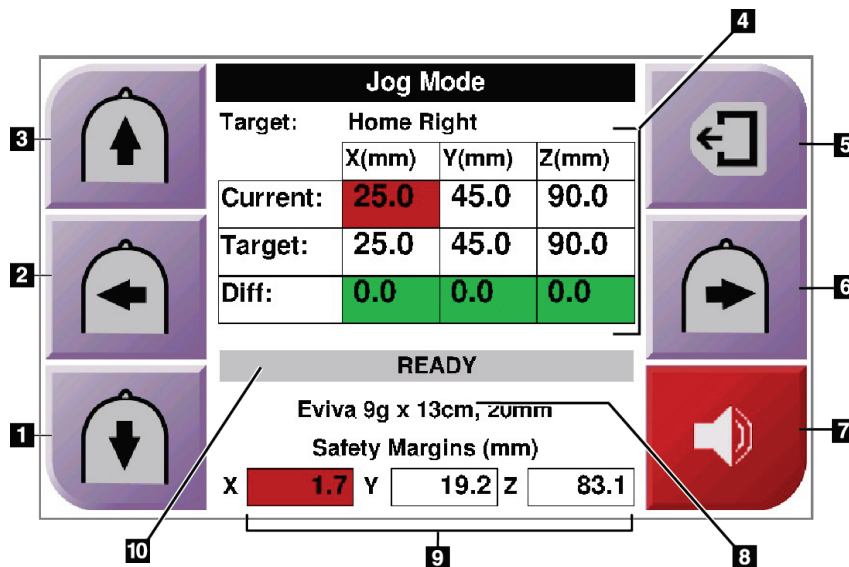 4
Jog Mode
3
Target: Home Right
5
X(mm) Y(mm) Z(mm)
Current: 25.0 45.0 90.0
Target: 25.0 45.0 90.0
2
Diff: 0.0 0.0 0.0
6
READY
Eviva 9g x 13cm, 20mm
1
7
Safety Margins (mm)
X 1.7 Y 19.2 Z 83.1
10
9
8